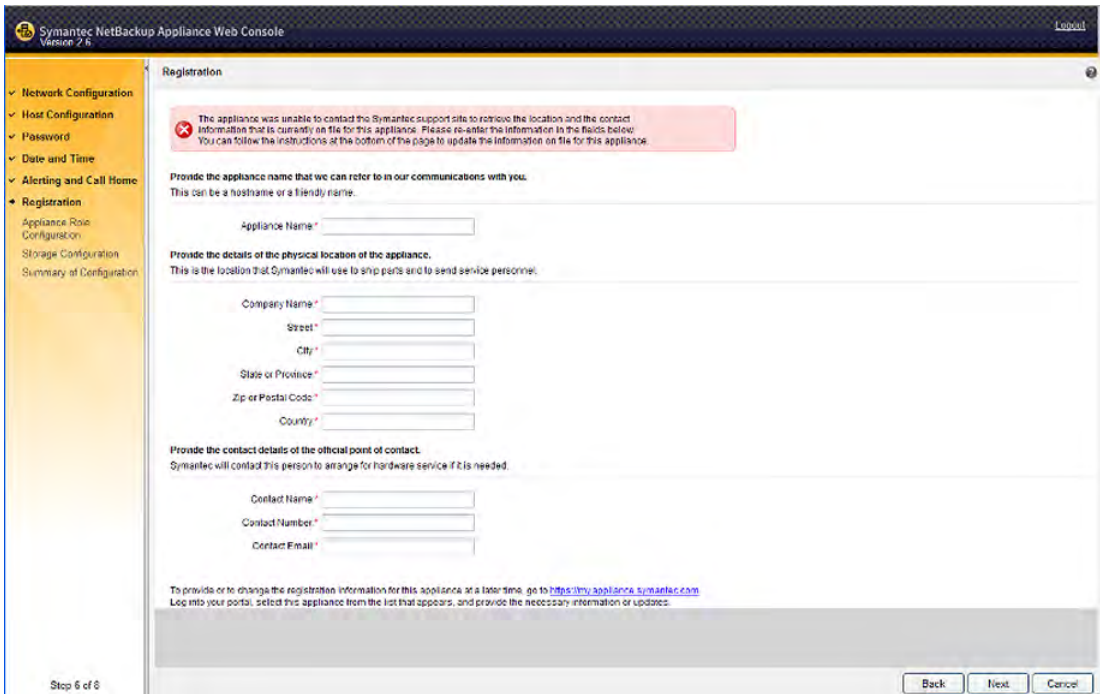 Symantec NetBackup Appliance Web Console
Version 2.6
Logout
Network Configuration
Host Configuration
Password
Date and Time
Alerting and Call Home
Registration
Appliance Role
Configuration
Storage Configuration
Summary of Configuration
Step 6 of 8
Registration
The appliance was unable to contact the Symantec support site to retrieve the location and the contact
information that is currently on file for this appliance. Please re-enter the information in the fields below.
You can follow the instructions at the bottom of the page to update the information on file for this appliance.
Provide the appliance name that we can refer to in our communications with you.
This can be a hostname or a friendly name.
Appliance Name:*
Provide the details of the physical location of the appliance.
This is the location that Symantec will use to ship parts and to send service personnel.
Company Name:*
Street:*
City:*
State or Province:*
Zip or Postal Code:*
Country:*
Provide the contact details of the official point of contact.
Symantec will contact this person to arrange for hardware service if it is needed.
Contact Name:*
Contact Number:*
Contact Email:*
To provide or to change the registration information for this appliance at a later time, go to https://my.appliance.symantec.com
Log into your portal, select this appliance from the list that appears, and provide the necessary information or updates.
Back
Next
Cancel